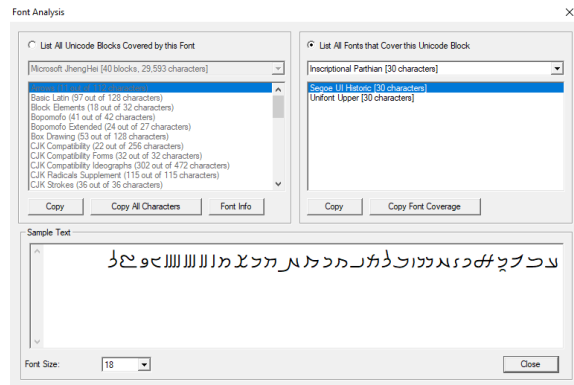 Font Analysis
List All Unicode Blocks Covered by this Font
Microsoft JhengHei [40 blocks, 29,593 characters]
Basic Latin (97 out of 128 characters)
Block Elements (18 out of 32 characters)
Bopomofo (41 out of 42 characters)
Bopomofo Extended (24 out of 27 characters)
Box Drawing (53 out of 128 characters)
CJK Compatibility (22 out of 256 characters)
CJK Compatibility Forms (32 out of 32 characters)
CJK Compatibility Ideographs (302 out of 472 characters)
CJK Radicals Supplement (115 out of 115 characters)
CJK Strokes (36 out of 36 characters)
Copy
Copy All Characters
Font Info
List All Fonts that Cover this Unicode Block
Inscriptional Parthian [30 characters]
Segoe UI Historic [30 characters]
Unifont Upper [30 characters]
Copy
Copy Font Coverage
Sample Text
𐭀𐭁𐭂𐭃𐭄𐭅𐭆𐭇𐭈𐭉𐭊𐭋𐭌𐭍𐭎𐭏𐭐𐭑𐭒𐭓𐭔𐭕𐭘𐭙𐭚𐭛𐭜𐭝𐭞𐭟
Font Size:
18
Close